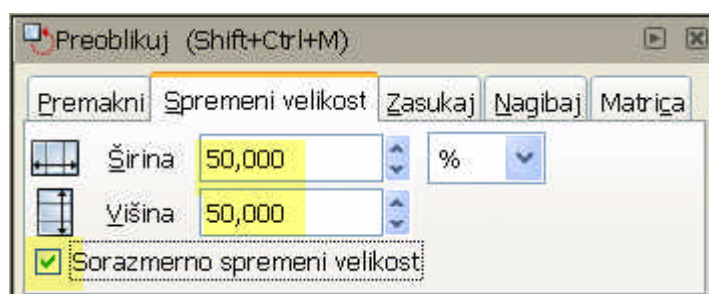 Preoblikuj (Shift+Ctrl+M)
Premakni Spremeni velikost Zasukaj Nagibaj Matrica
Širina 50,000 %
Višina 50,000
Sorazmerno spremeni velikost